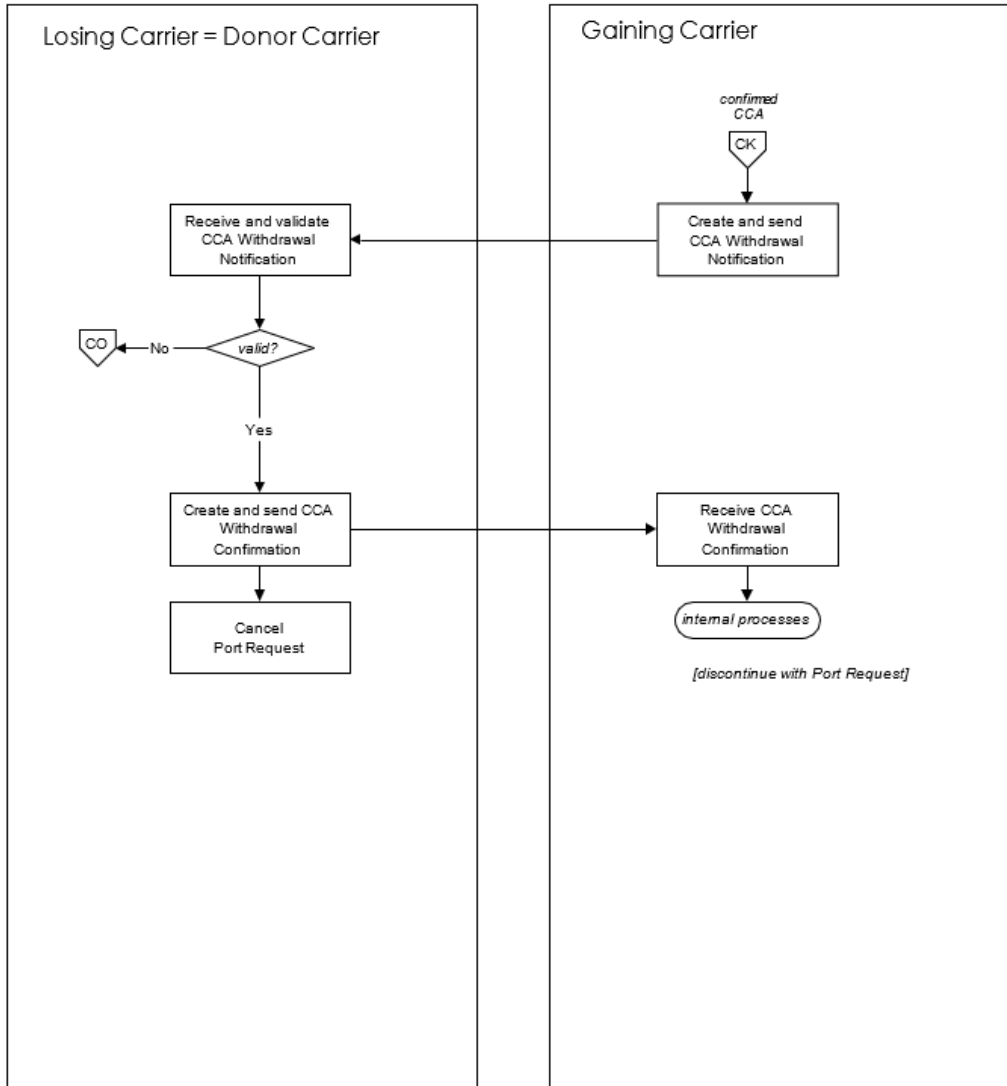 Losing Carrier = Donor Carrier
Gaining Carrier
confirmed
CCA
CK
Receive and validate
CCA Withdrawal
Notification
Create and send
CCA Withdrawal
Notification
CO
No
valid?
Yes
Create and send CCA
Withdrawal
Confirmation
Receive CCA
Withdrawal
Confirmation
Cancel
Port Request
internal processes
[discontinue with Port Request]